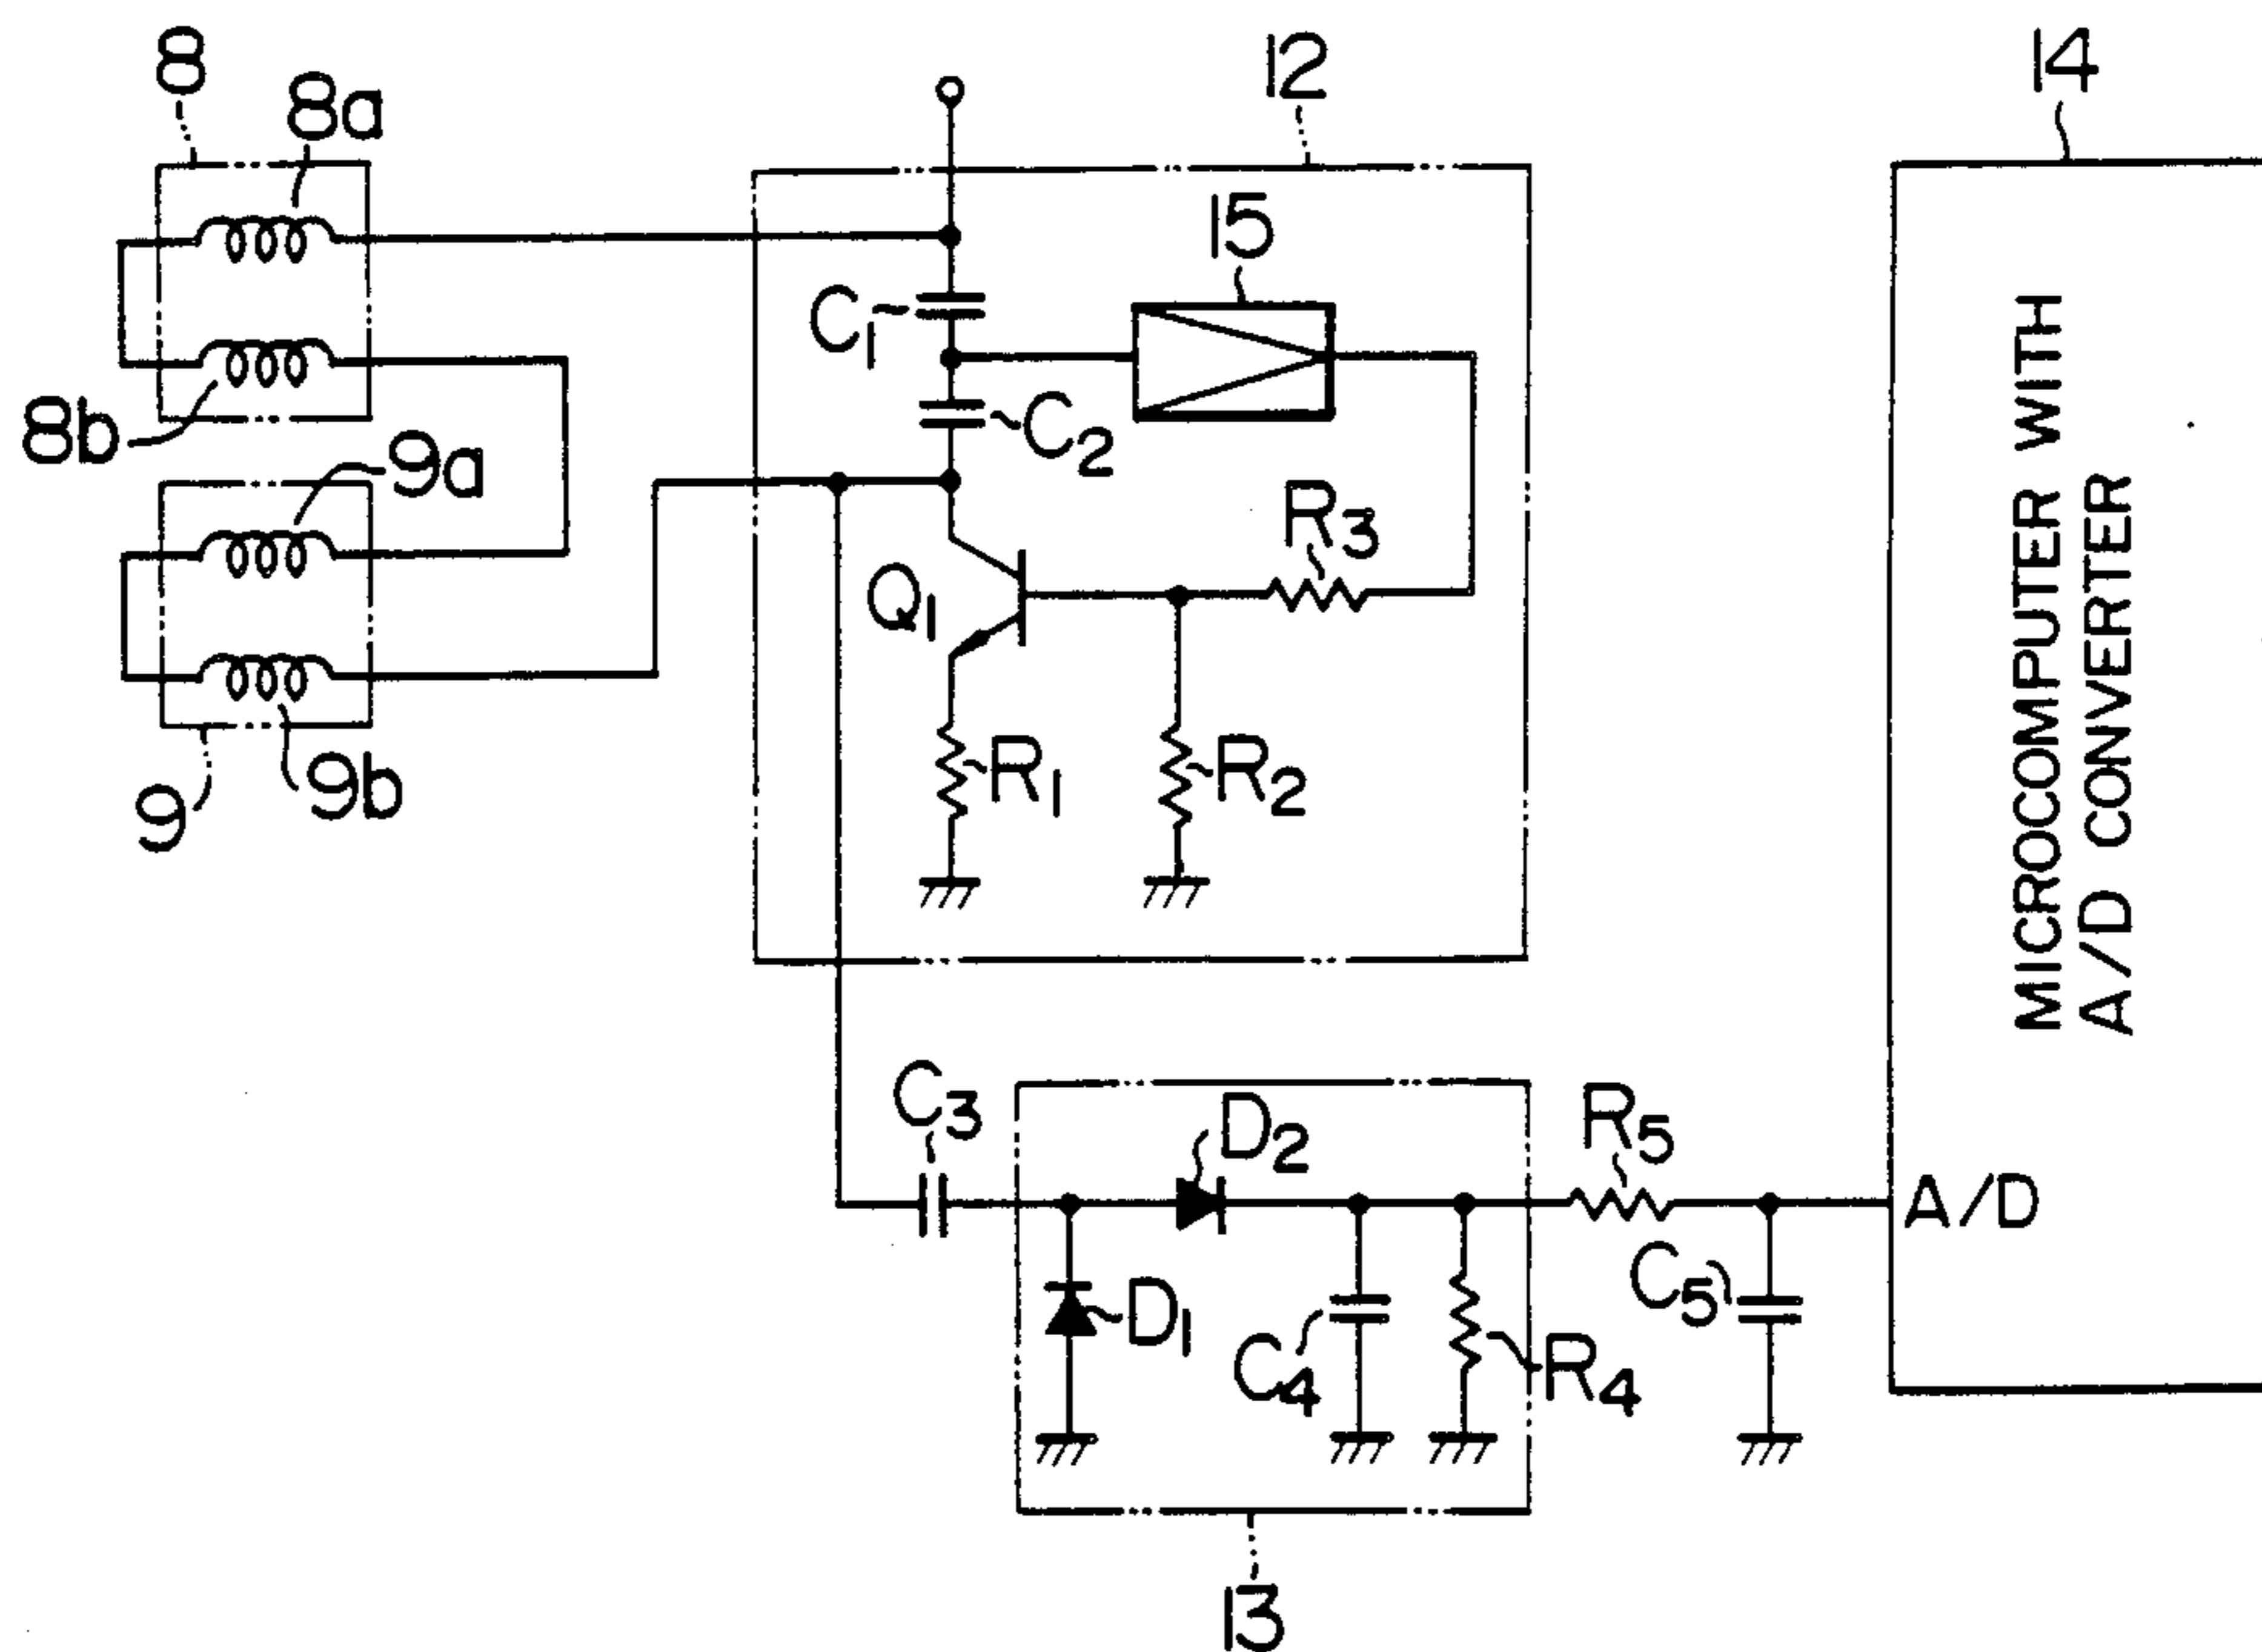 8
8a
12
14
15
C1
8b
C2
9a
R3
Q1
R1
R2
9b
9
MICROCOMPUTER WITH
A/D CONVERTER
C3
D2
R5
A/D
D1
C4
R4
C5
13